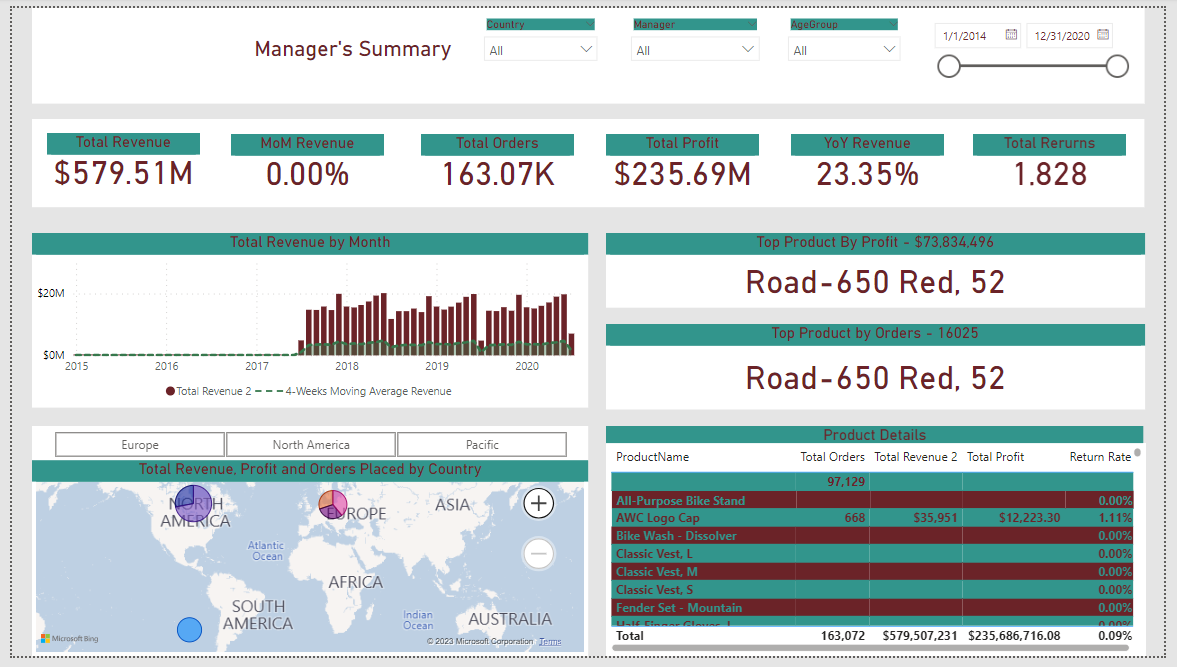 Country
Manager
AgeGroup
Manager's Summary
All
All
All
1/1/2014
12/31/2020
Total Revenue
MoM Revenue
Total Orders
Total Profit
YoY Revenue
Total Rerurns
$579.51M
0.00%
163.07K
$235.69M
23.35%
1.828
Total Revenue by Month
$20M
$0M
2015 2016 2017 2018 2019 2020
Total Revenue 2 4-Weeks Moving Average Revenue
Top Product By Profit - $73,834,496
Road-650 Red, 52
Top Product by Orders - 16025
Road-650 Red, 52
Europe North America Pacific
Total Revenue, Profit and Orders Placed by Country
NORTH
AMERICA
EUROPE
ASIA
Atlantic
Ocean
AFRICA
SOUTH
AMERICA
Indian
Ocean
AUSTRALIA
Microsoft Bing
© 2023 Microsoft Corporation Terms
Product Details
ProductName Total Orders Total Revenue 2 Total Profit Return Rate
97,129
All-Purpose Bike Stand 0.00%
AWC Logo Cap 668 $35,951 $12,223.30 1.11%
Bike Wash - Dissolver 0.00%
Classic Vest, L 0.00%
Classic Vest, M 0.00%
Classic Vest, S 0.00%
Fender Set - Mountain 0.00%
Half-Finger Gloves, L 0.00%
Total 163,072 $579,507,231 $235,686,716.08 0.09%